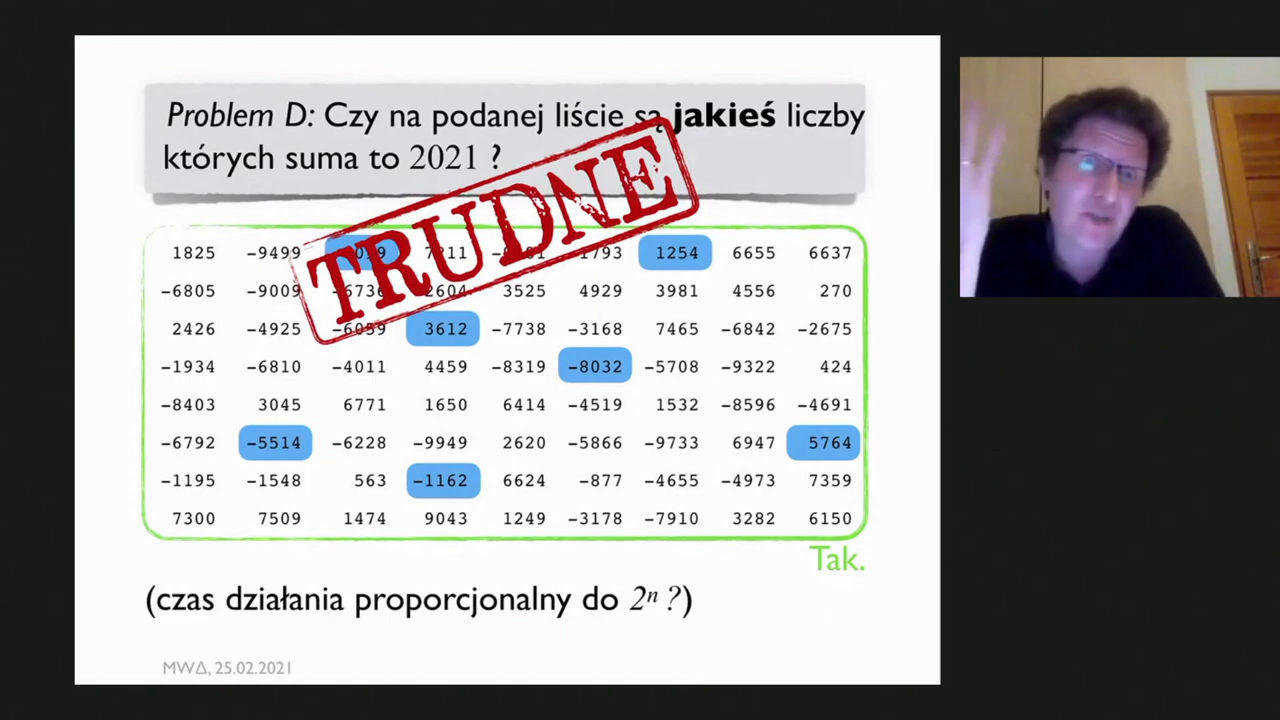 Problem D: Czy na podanej liście są jakieś liczby
których suma to 2021 ?
TRUDNE
1825 -9499 7211 1793 1254 6655 6637
-6805 -9009 -6736 2604 3525 4929 3981 4556 270
2426 -4925 -6059 3612 -7738 -3168 7465 -6842 -2675
-1934 -6810 -4011 4459 -8319 -8032 -5708 -9322 424
-8403 3045 6771 1650 6414 -4519 1532 -8596 -4691
-6792 -5514 -6228 -9949 2620 -5866 -9733 6947 5764
-1195 -1548 563 -1162 6624 -877 -4655 -4973 7359
7300 7509 1474 9043 1249 -3178 -7910 3282 6150
Tak.
(czas działania proporcjonalny do 2ⁿ ?)
MW∆, 25.02.2021